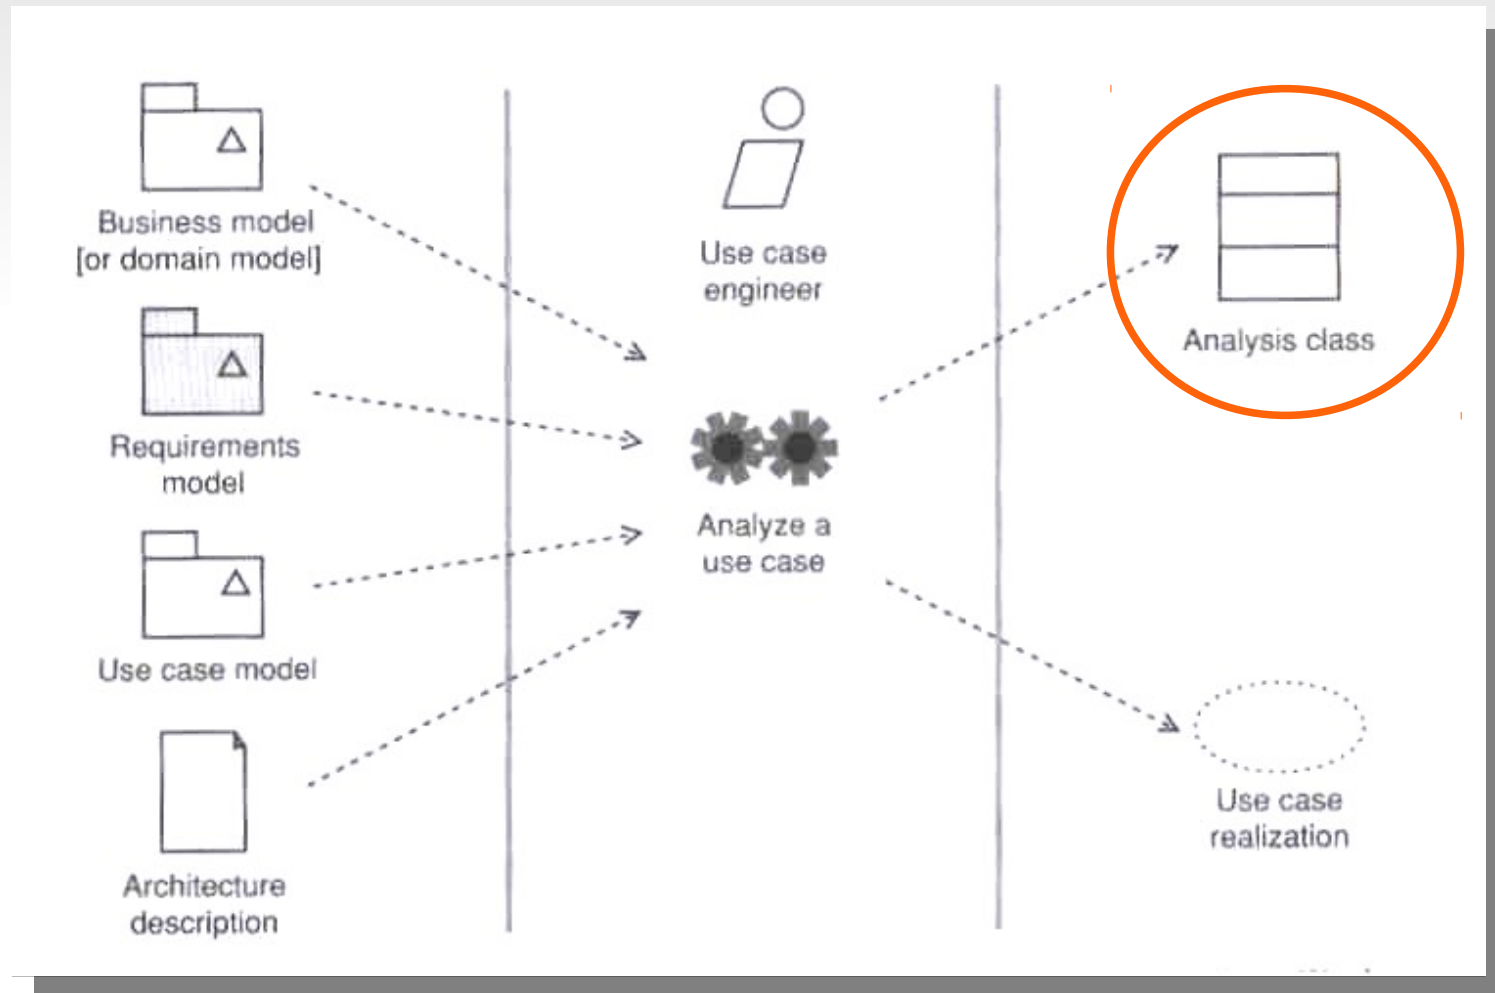 Business model
[or domain model]
Requirements
model
Use case model
Architecture
description
Use case
engineer
Analyze a
use case
Analysis class
Use case
realization